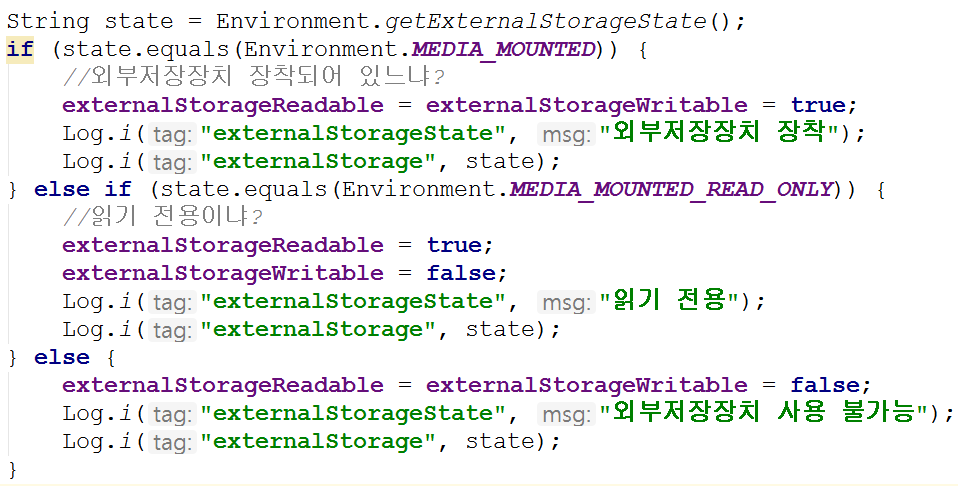 String state = Environment.getExternalStorageState();
if (state.equals(Environment.MEDIA_MOUNTED)) {
    //외부저장장치 장착되어 있느냐?
    externalStorageReadable = externalStorageWritable = true;
    Log.i( tag: "externalStorageState", msg: "외부저장장치 장착");
    Log.i( tag: "externalStorage", state);
} else if (state.equals(Environment.MEDIA_MOUNTED_READ_ONLY)) {
    //읽기 전용이냐?
    externalStorageReadable = true;
    externalStorageWritable = false;
    Log.i( tag: "externalStorageState", msg: "읽기 전용");
    Log.i( tag: "externalStorage", state);
} else {
    externalStorageReadable = externalStorageWritable = false;
    Log.i( tag: "externalStorageState", msg: "외부저장장치 사용 불가능");
    Log.i( tag: "externalStorage", state);
}